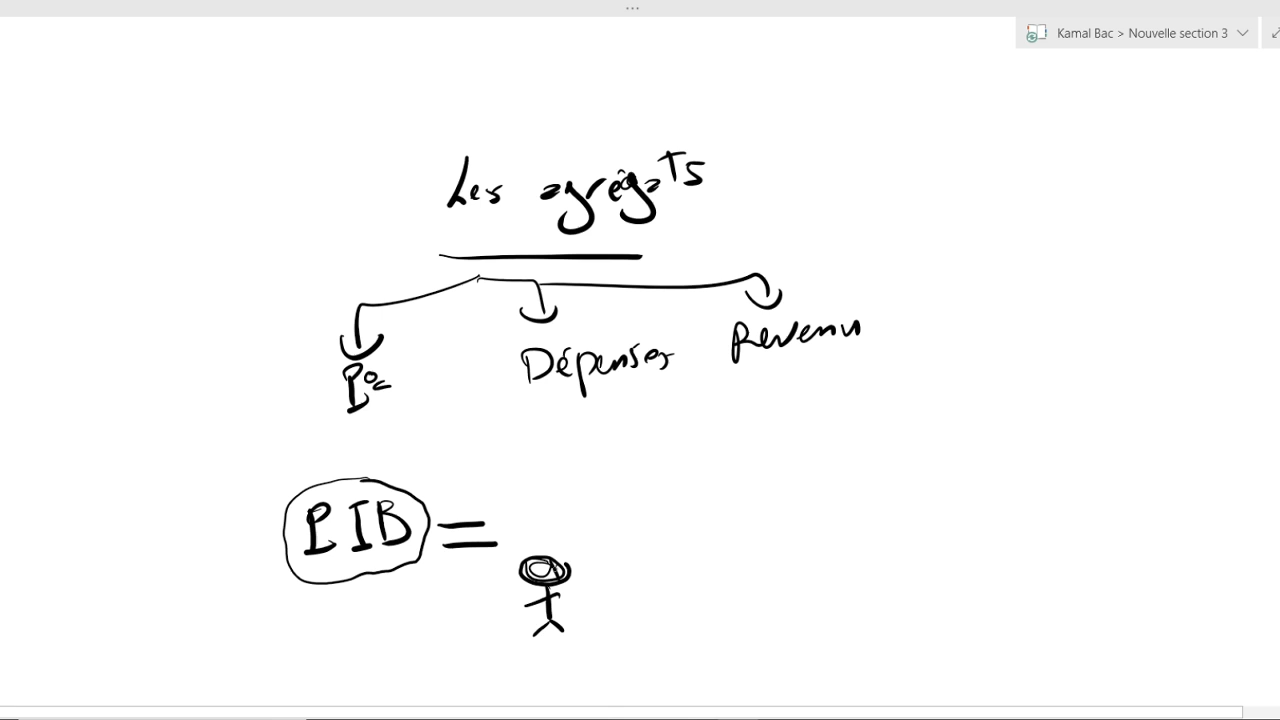 Kamal Bac > Nouvelle section 3
Les agrégats
Dépenses
Revenu
PIB =